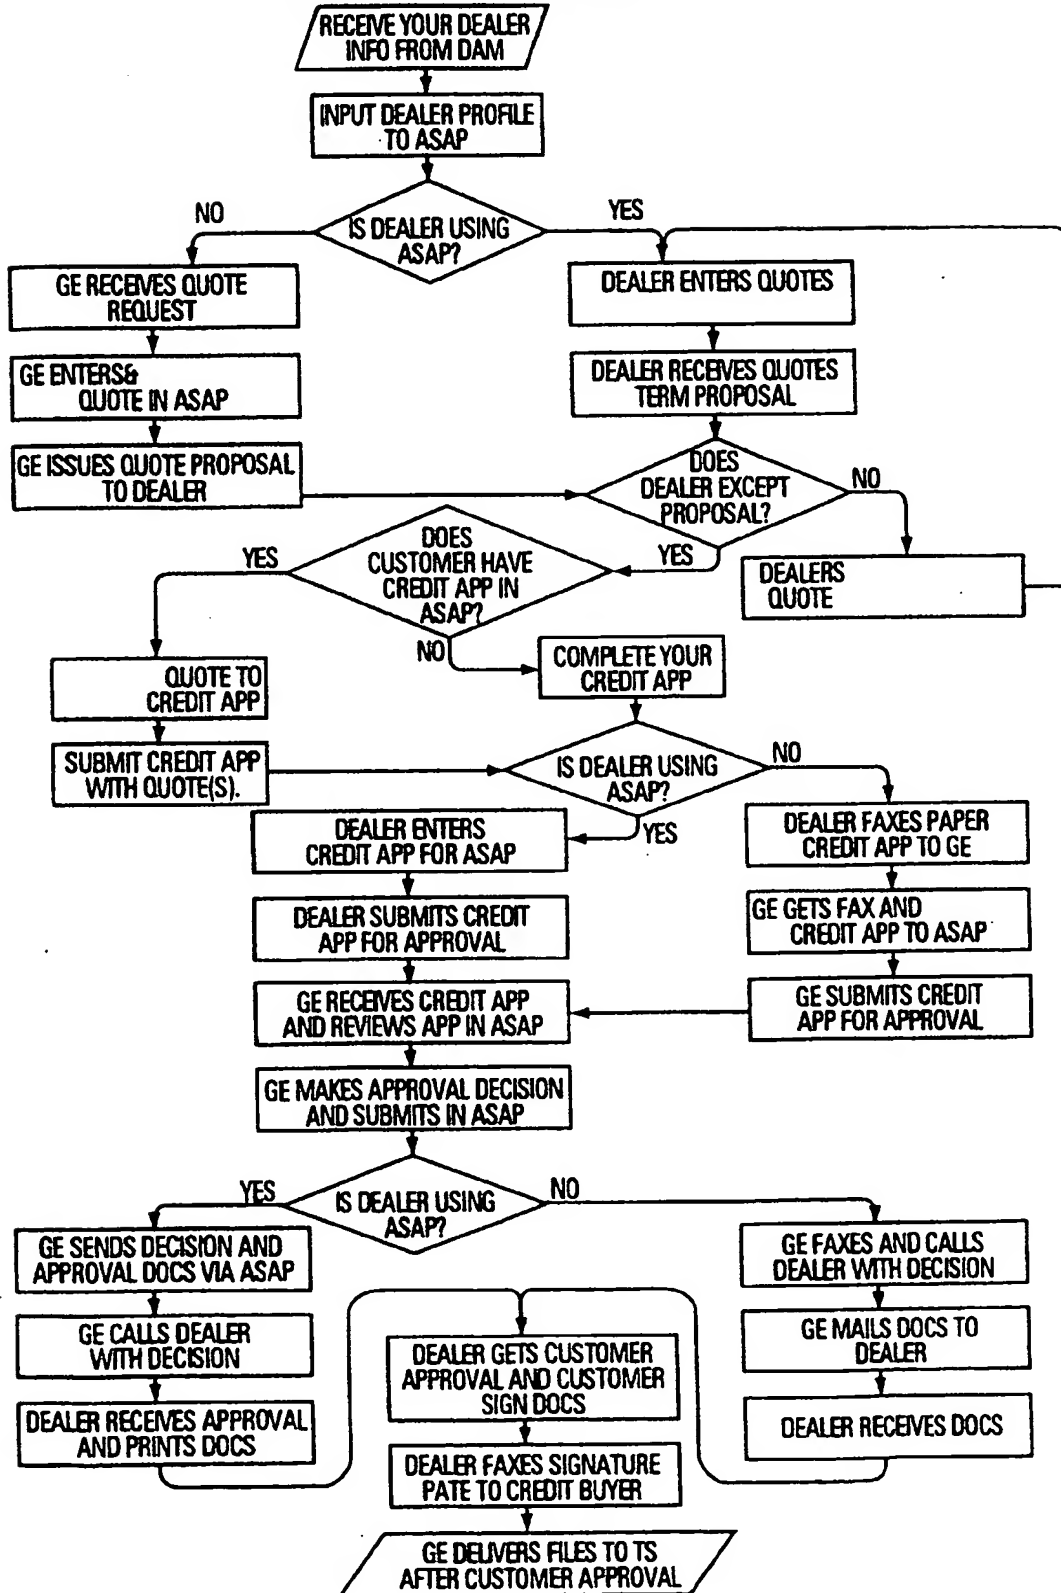 RECEIVE YOUR DEALER
INFO FROM DAM
INPUT DEALER PROFILE
TO ASAP
IS DEALER USING
ASAP?
NO
YES
GE RECEIVES QUOTE
REQUEST
DEALER ENTERS QUOTES
GE ENTERS&
QUOTE IN ASAP
DEALER RECEIVES QUOTES
TERM PROPOSAL
GE ISSUES QUOTE PROPOSAL
TO DEALER
DOES
DEALER EXCEPT
PROPOSAL?
NO
YES
DEALERS
QUOTE
DOES
CUSTOMER HAVE
CREDIT APP IN
ASAP?
YES
NO
COMPLETE YOUR
CREDIT APP
QUOTE TO
CREDIT APP
SUBMIT CREDIT APP
WITH QUOTE(S).
IS DEALER USING
ASAP?
NO
YES
DEALER ENTERS
CREDIT APP FOR ASAP
DEALER FAXES PAPER
CREDIT APP TO GE
DEALER SUBMITS CREDIT
APP FOR APPROVAL
GE GETS FAX AND
CREDIT APP TO ASAP
GE RECEIVES CREDIT APP
AND REVIEWS APP IN ASAP
GE SUBMITS CREDIT
APP FOR APPROVAL
GE MAKES APPROVAL DECISION
AND SUBMITS IN ASAP
IS DEALER USING
ASAP?
YES
NO
GE SENDS DECISION AND
APPROVAL DOCS VIA ASAP
GE FAXES AND CALLS
DEALER WITH DECISION
GE CALLS DEALER
WITH DECISION
GE MAILS DOCS TO
DEALER
DEALER RECEIVES APPROVAL
AND PRINTS DOCS
DEALER RECEIVES DOCS
DEALER GETS CUSTOMER
APPROVAL AND CUSTOMER
SIGN DOCS
DEALER FAXES SIGNATURE
PATE TO CREDIT BUYER
GE DELIVERS FILES TO TS
AFTER CUSTOMER APPROVAL